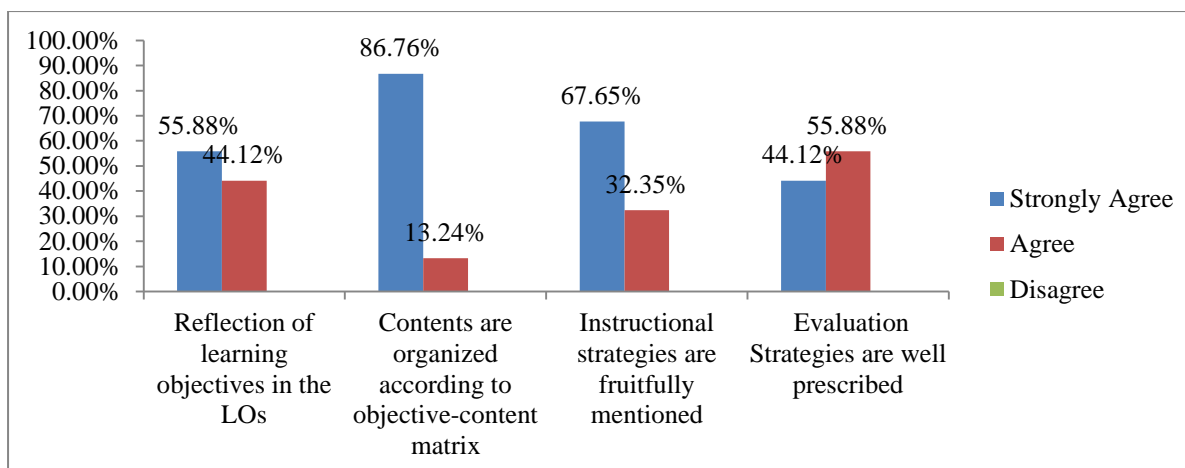 100.00%
90.00%
80.00%
70.00%
60.00%
50.00%
40.00%
30.00%
20.00%
10.00%
0.00%
55.88%
44.12%
86.76%
13.24%
67.65%
32.35%
44.12%
55.88%
Reflection of
learning
objectives in the
LOs
Contents are
organized
according to
objective-content
matrix
Instructional
strategies are
fruitfully
mentioned
Evaluation
Strategies are well
prescribed
Strongly Agree
Agree
Disagree